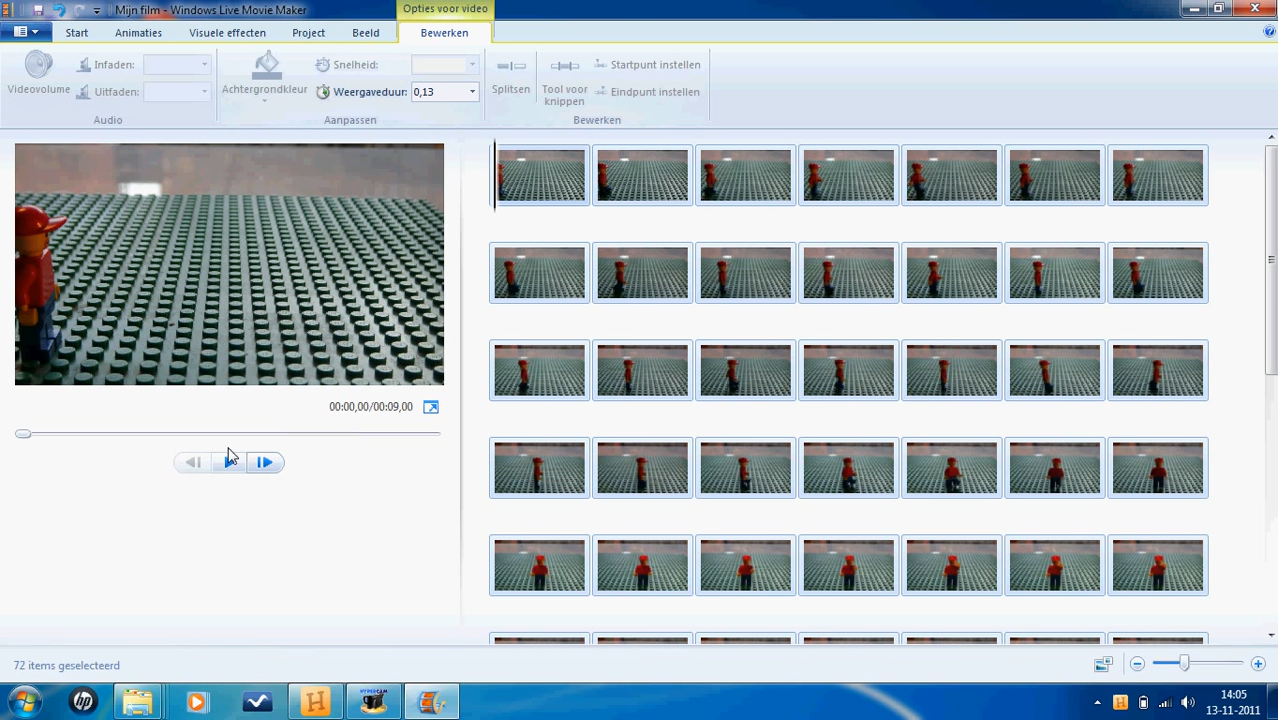 Mijn film - Windows Live Movie Maker
Opties voor video
Start
Animaties
Visuele effecten
Project
Beeld
Bewerken
Videovolume
Infaden:
Uitfaden:
Audio
Achtergrondkleur
Snelheid:
Weergaveduur:
0,13
Aanpassen
Splitsen
Tool voor
knippen
Startpunt instellen
Eindpunt instellen
Bewerken
00:00,00/00:09,00
72 items geselecteerd
hp
H
HYPERCAM
H
14:05
13-11-2011